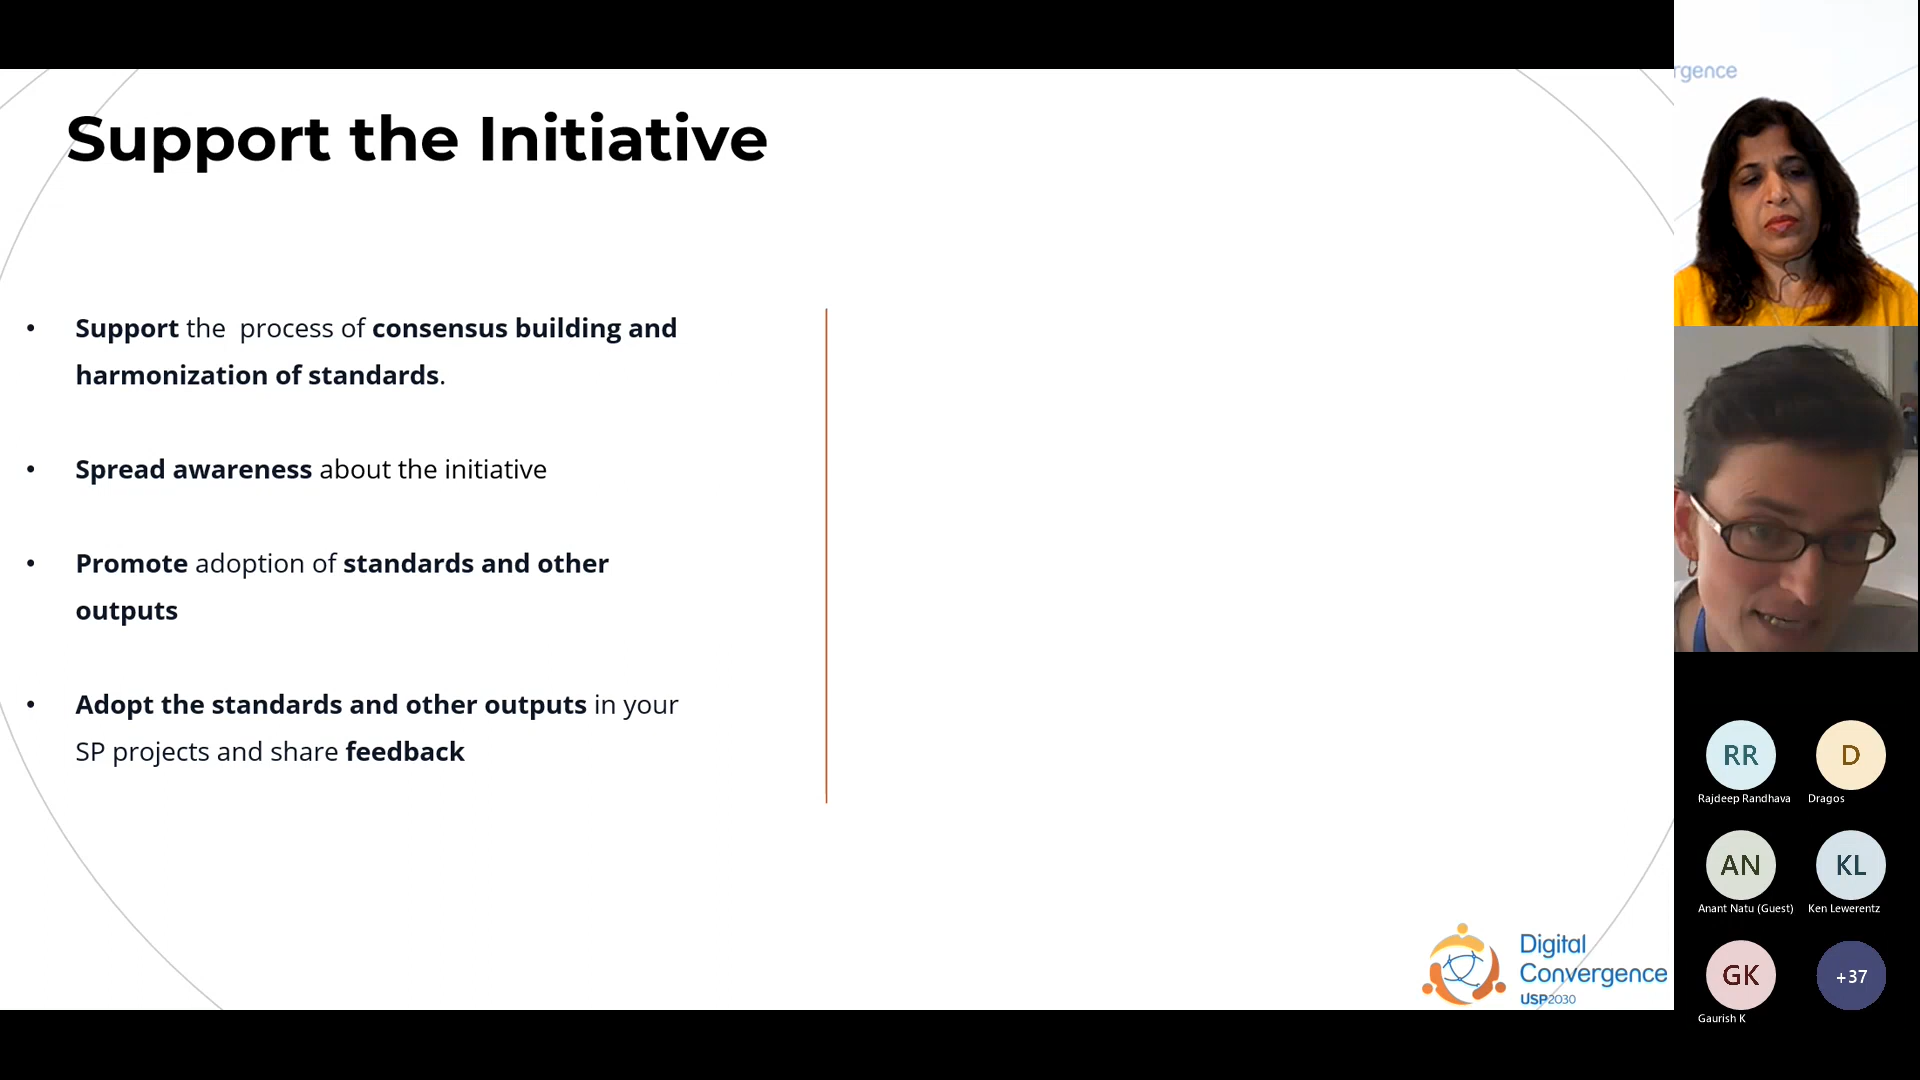 Support the Initiative
• Support the process of consensus building and
harmonization of standards.
• Spread awareness about the initiative
• Promote adoption of standards and other
outputs
• Adopt the standards and other outputs in your
SP projects and share feedback
Digital
Convergence
USP2030
rgence
RR
Rajdeep Randhava
D
Dragos
AN
Anant Natu (Guest)
KL
Ken Lewerentz
GK
Gaurish K
+37